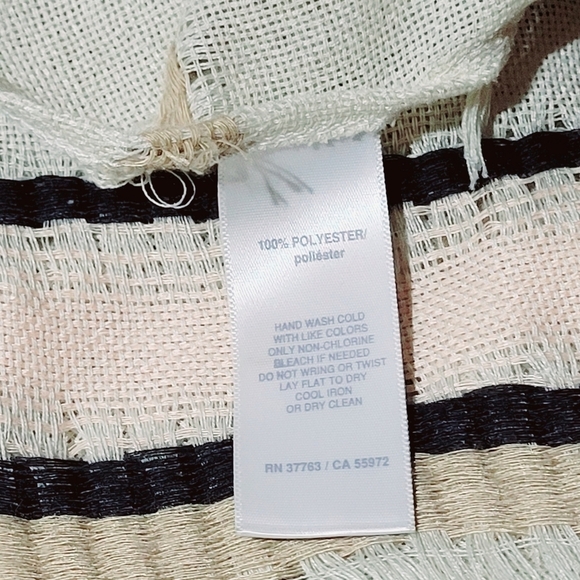 100% POLYESTER/
poliéster
HAND WASH COLD
WITH LIKE COLORS
ONLY NON-CHLORINE
BLEACH IF NEEDED
DO NOT WRING OR TWIST
LAY FLAT TO DRY
COOL IRON
OR DRY CLEAN
RN 37763 / CA 55972